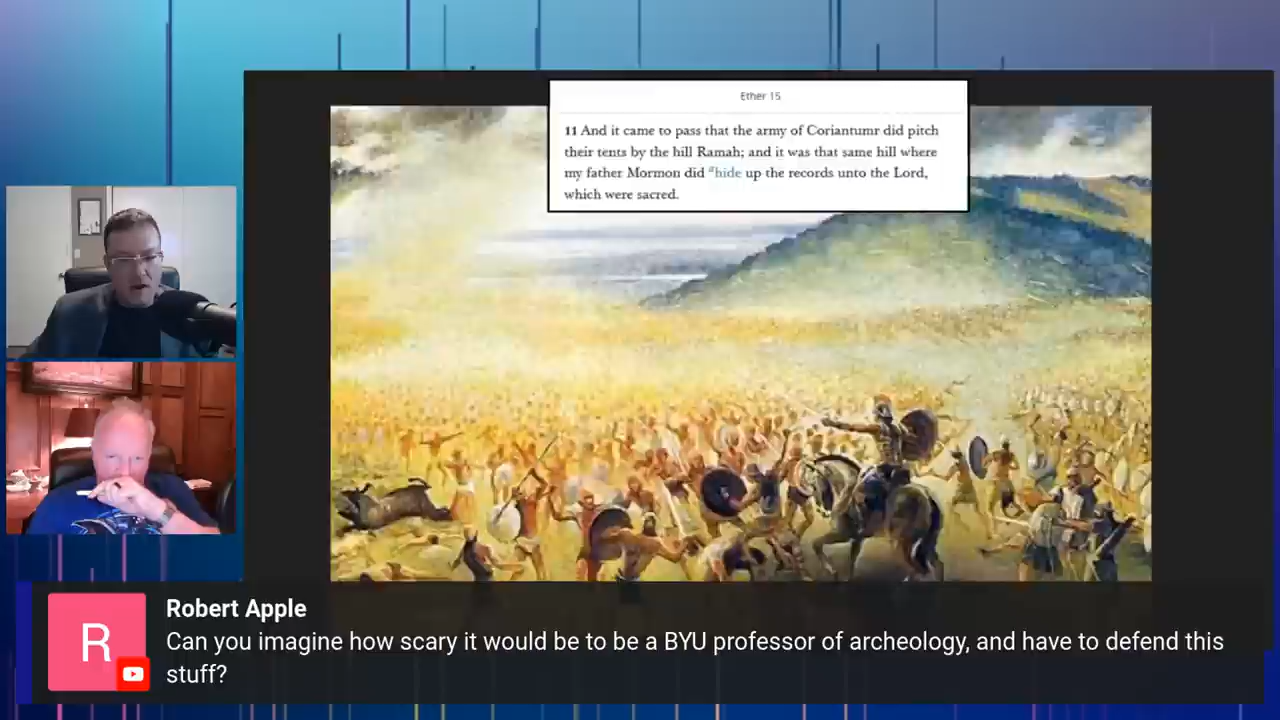 Ether 15
11 And it came to pass that the army of Coriantumr did pitch
their tents by the hill Ramah; and it was that same hill where
my father Mormon did ᵃhide up the records unto the Lord,
which were sacred.
R
Robert Apple
Can you imagine how scary it would be to be a BYU professor of archeology, and have to defend this
stuff?